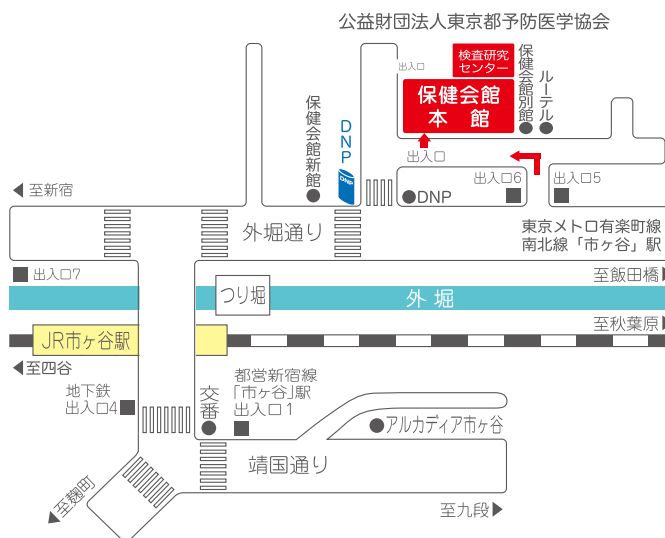 公益財団法人東京都予防医学協会
検査研究
センター
出入口
保健会館
本館
保健会館別館
ルーテル
保健会館新館
DNP
DNP
出入口
出入口6
出入口5
DNP
至新宿
外堀通り
東京メトロ有楽町線
南北線「市ヶ谷」駅
出入口7
至飯田橋
つり堀
外堀
至秋葉原
JR市ヶ谷駅
至四谷
地下鉄
出入口4
交番
都営新宿線
「市ヶ谷」駅
出入口1
アルカディア市ヶ谷
靖国通り
至麹町
至九段